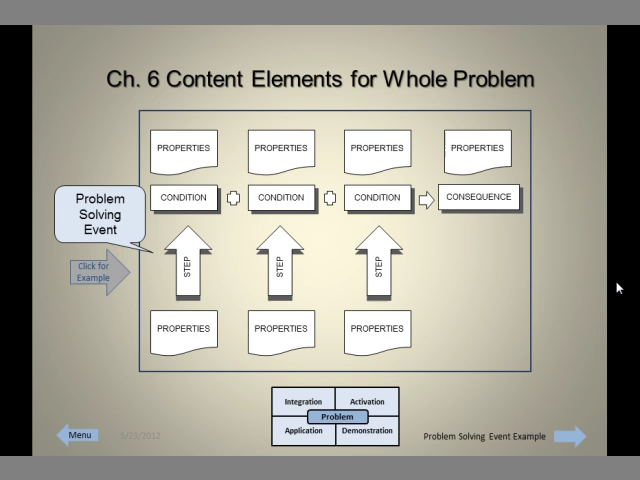 Ch. 6 Content Elements for Whole Problem
PROPERTIES PROPERTIES PROPERTIES PROPERTIES
CONDITION CONDITION CONDITION CONSEQUENCE
Problem
Solving
Event
STEP STEP STEP
Click for
Example
PROPERTIES PROPERTIES PROPERTIES
Integration Activation
Problem
Application Demonstration
Menu 5/23/2012 Problem Solving Event Example